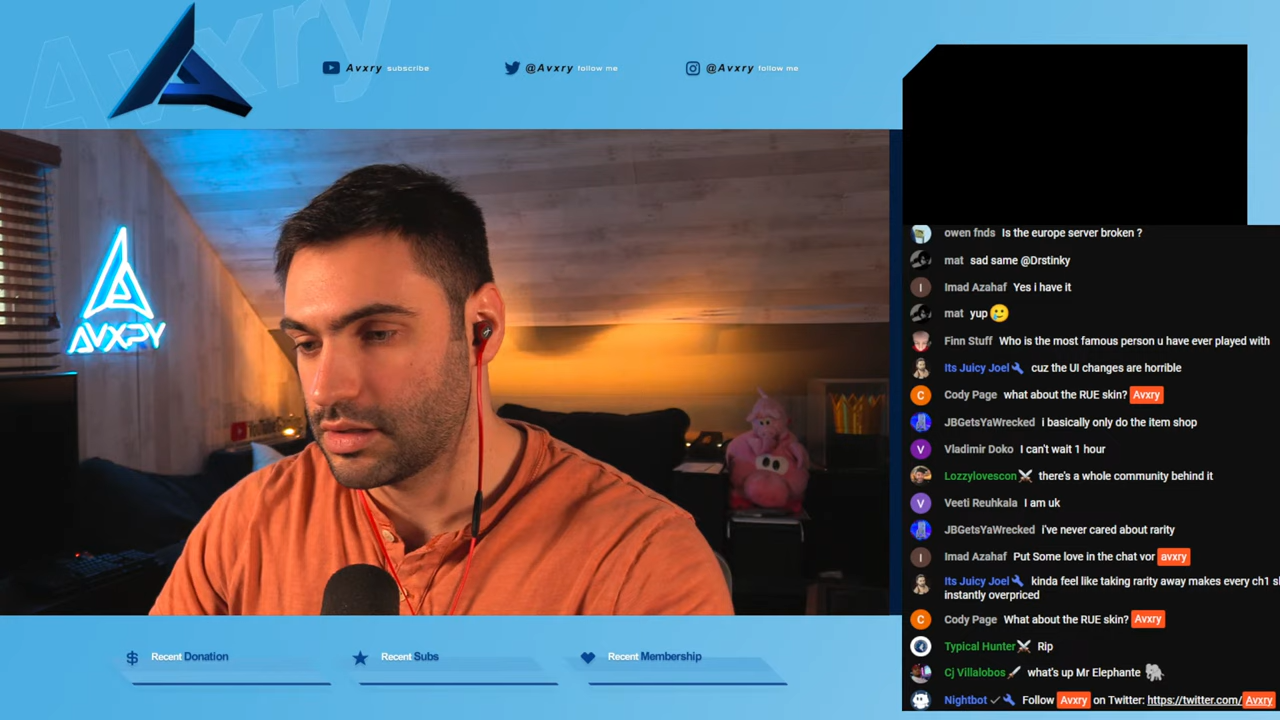 Avxry
Avxry subscribe
@Avxry follow me
@Avxry follow me
AVXPY
owen fnds Is the europe server broken ?
mat sad same @Drstinky
I Imad Azahaf Yes i have it
mat yup
Finn Stuff Who is the most famous person u have ever played with
Its Juicy Joel cuz the UI changes are horrible
C Cody Page what about the RUE skin? Avxry
JBGetsYaWrecked i basically only do the Item shop
V Vladimir Doko I can't wait 1 hour
Lozzylovescon there's a whole community behind it
V Veeti Reuhkala I am uk
JBGetsYaWrecked i've never cared about rarity
I Imad Azahaf Put Some love in the chat vor avxry
Its Juicy Joel kinda feel like taking rarity away makes every ch1
instantly overpriced
C Cody Page What about the RUE skin? Avxry
Typical Hunter Rip
Cj Villalobos what's up Mr Elephante
Nightbot Follow Avxry on Twitter: https://twitter.com/Avxry
Recent Donation
Recent Subs
Recent Membership